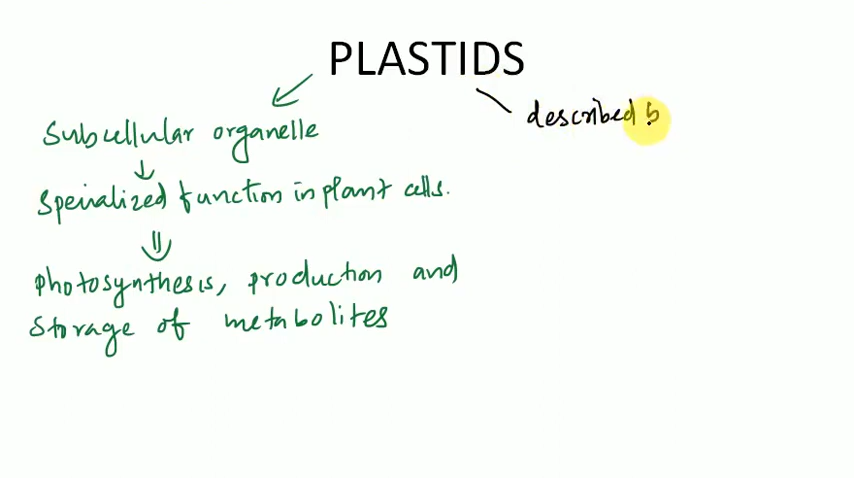 PLASTIDS
described b
Subcellular organelle
Specialized function in plant cells.
photosynthesis, production and
Storage of metabolites